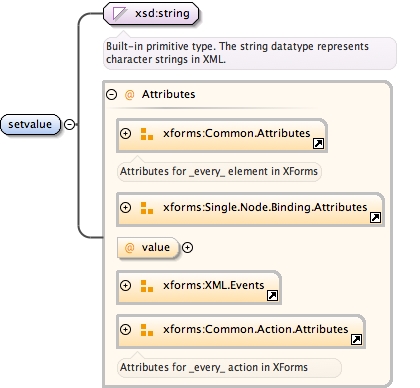 xsd:string
Built-in primitive type. The string datatype represents
character strings in XML.
setvalue
@ Attributes
xforms:Common.Attributes
Attributes for _every_ element in XForms
xforms:Single.Node.Binding.Attributes
@ value
xforms:XML.Events
xforms:Common.Action.Attributes
Attributes for _every_ action in XForms